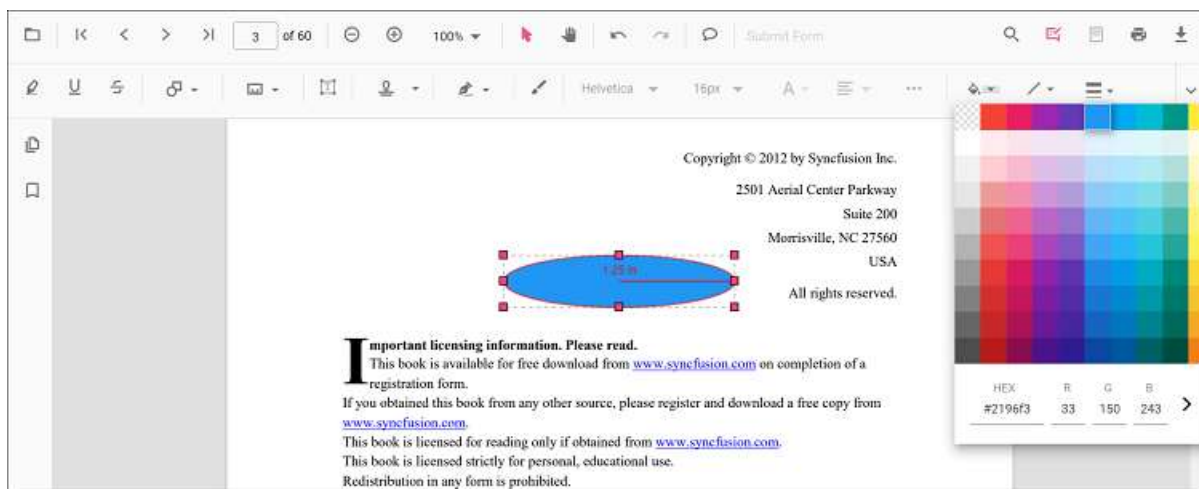 3 of 60 100% Submit Form
Helvetica 16px
Copyright © 2012 by Syncfusion Inc.
2501 Aerial Center Parkway
Suite 200
Morrisville, NC 27560
USA
1.25 in
All rights reserved.
Important licensing information. Please read.
This book is available for free download from www.syncfusion.com on completion of a
registration form.
If you obtained this book from any other source, please register and download a free copy from
www.syncfusion.com.
This book is licensed for reading only if obtained from www.syncfusion.com.
This book is licensed strictly for personal, educational use.
Redistribution in any form is prohibited.
HEX R G B
#2196f3 33 150 243